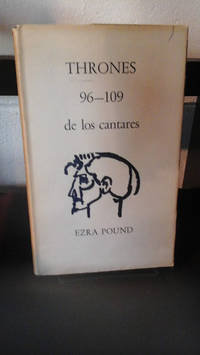 THRONES
96—109
de los cantares
EZRA POUND